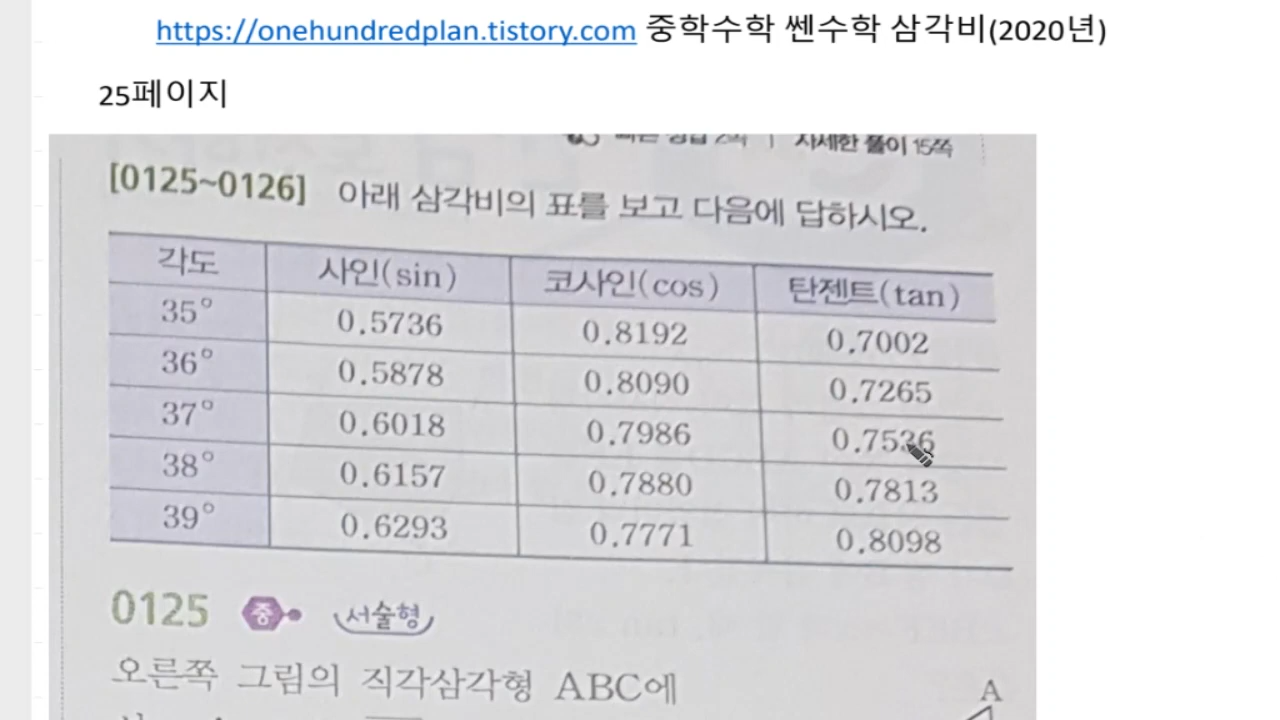 https://onehundredplan.tistory.com 중학수학 쎈수학 삼각비(2020년)
25페이지
자세한 풀이 15쪽
[0125~0126] 아래 삼각비의 표를 보고 다음에 답하시오.
각도 사인(sin) 코사인(cos) 탄젠트(tan)
35° 0.5736 0.8192 0.7002
36° 0.5878 0.8090 0.7265
37° 0.6018 0.7986 0.7536
38° 0.6157 0.7880 0.7813
39° 0.6293 0.7771 0.8098
0125 중 서술형
오른쪽 그림의 직각삼각형 ABC에
A